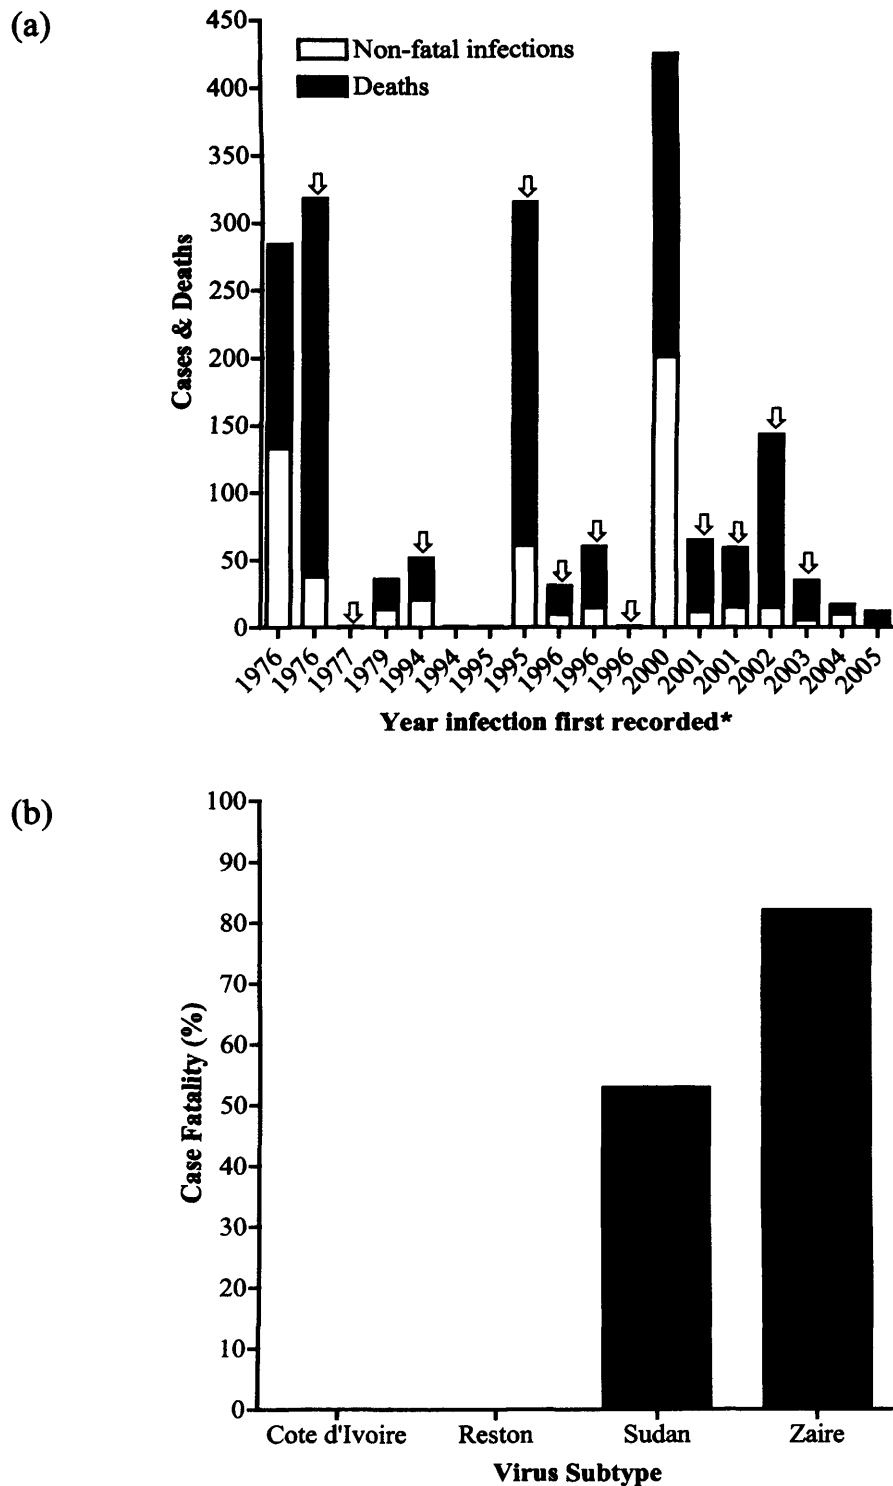 (a)
450
400
350
300
250
200
150
100
50
0
Cases & Deaths
Non-fatal infections
Deaths
1976 1976 1977 1979 1994 1994 1995 1995 1996 1996 1996 2000 2001 2001 2002 2003 2004 2005
Year infection first recorded*
(b)
100
90
80
70
60
50
40
30
20
10
0
Case Fatality (%)
Cote d'Ivoire Reston Sudan Zaire
Virus Subtype